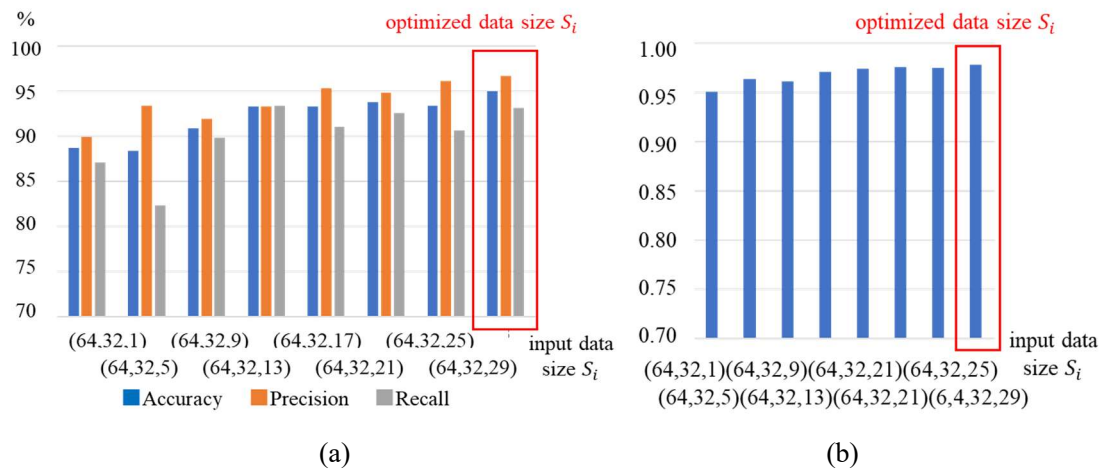 %
optimized data size Sᵢ
100
95
90
85
80
75
70
(64,32,1) (64,32,9) (64,32,17) (64,32,25) input data
(64,32,5) (64,32,13) (64,32,21) (64,32,29) size Sᵢ
Accuracy Precision Recall
(a)
optimized data size Sᵢ
1.00
0.95
0.90
0.85
0.80
0.75
0.70
input data
(64,32,1)(64,32,9)(64,32,21)(64,32,25) size Sᵢ
(64,32,5)(64,32,13)(64,32,21)(6,4,32,29)
(b)